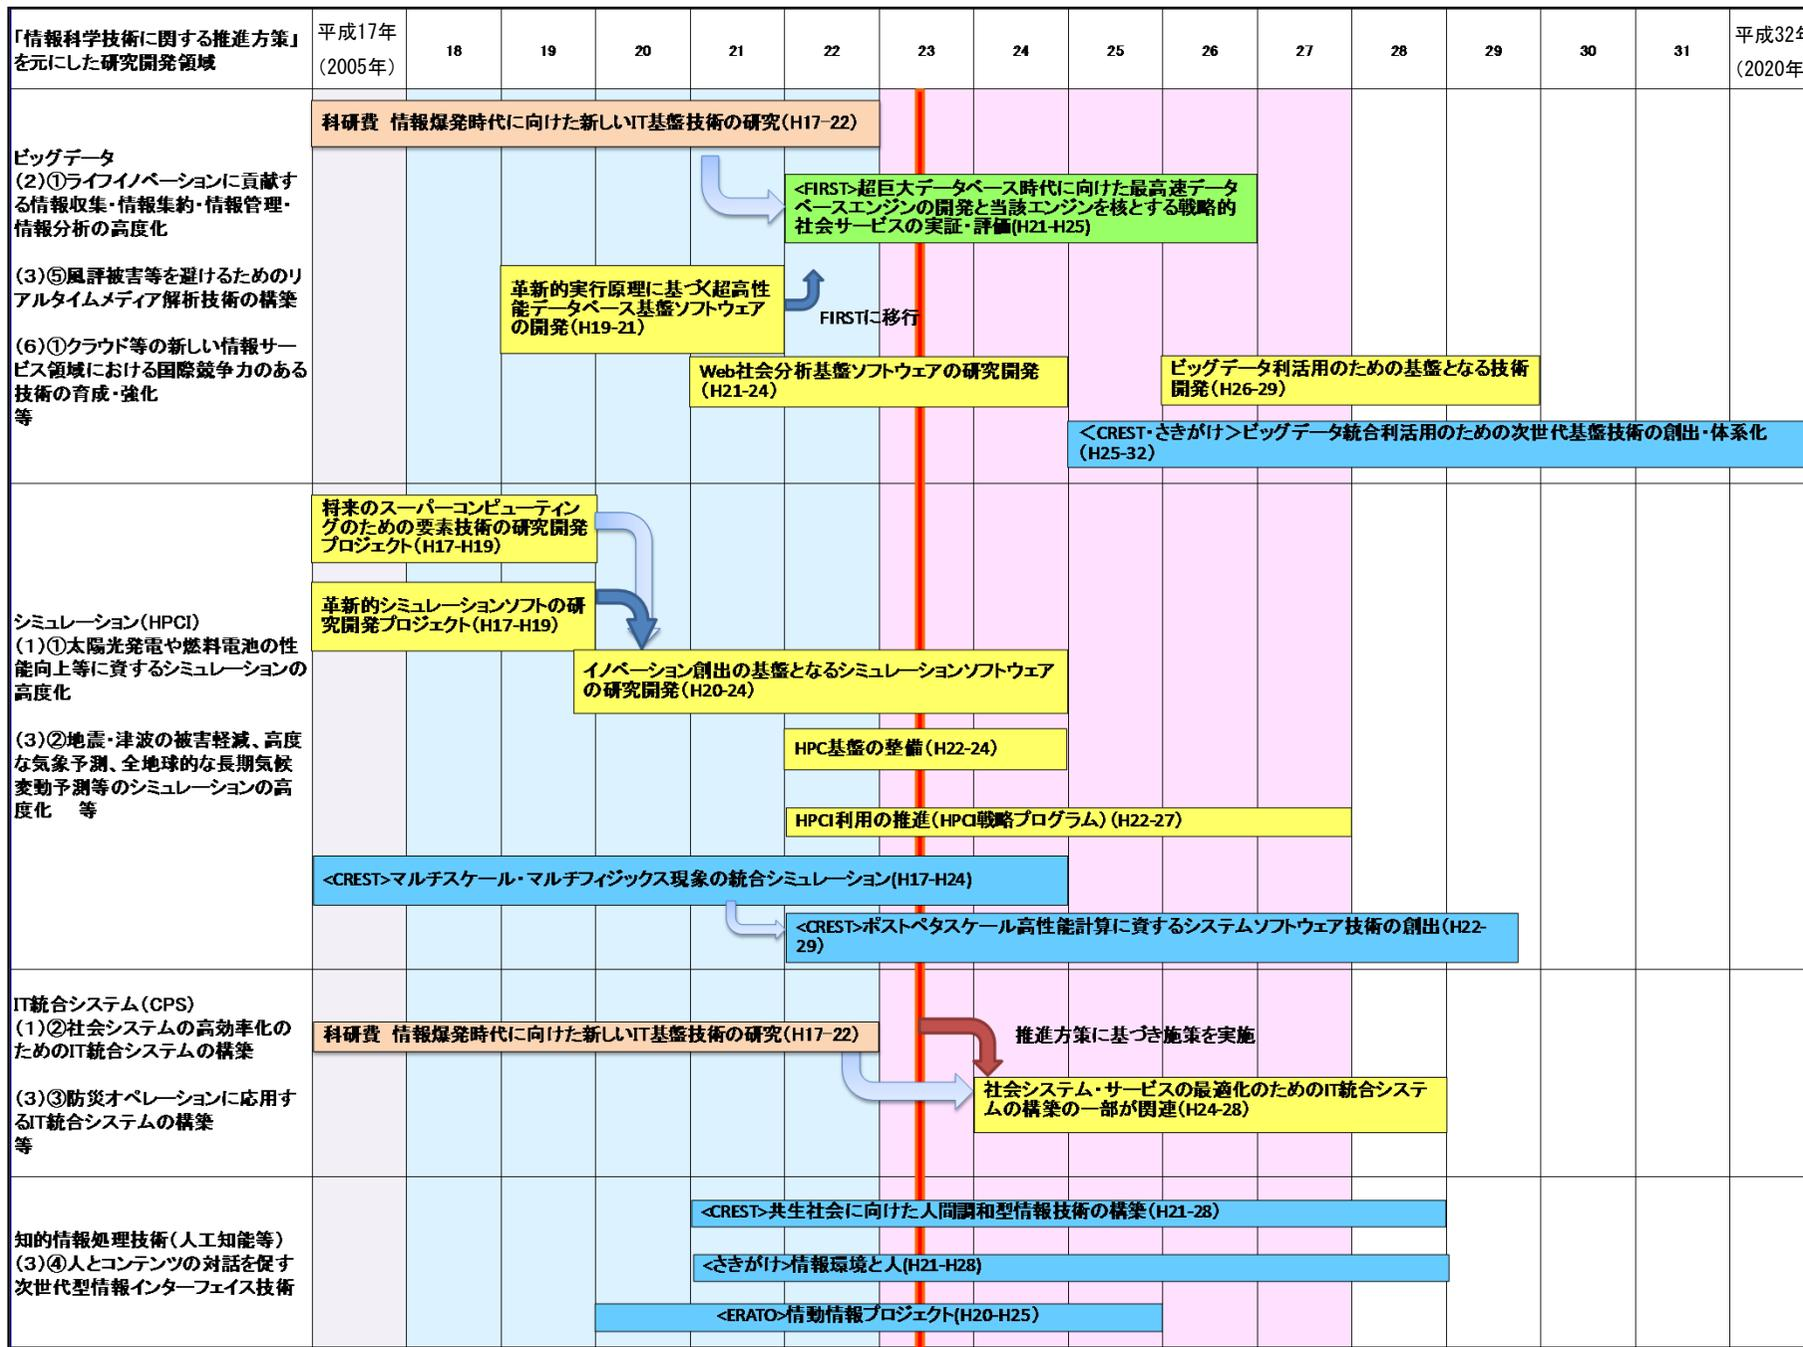 「情報科学技術に関する推進方策」
を元にした研究開発領域
平成17年
(2005年)
18
19
20
21
22
23
24
25
26
27
28
29
30
31
平成32年
(2020年
ビッグデータ
(2)①ライフイノベーションに貢献す
る情報収集・情報集約・情報管理・
情報分析の高度化
(3)⑤風評被害等を避けるためのリ
アルタイムメディア解析技術の構築
(6)①クラウド等の新しい情報サー
ビス領域における国際競争力のある
技術の育成・強化
等
科研費 情報爆発時代に向けた新しいIT基盤技術の研究(H17-22)
<FIRST>超巨大データベース時代に向けた最高速データ
ベースエンジンの開発と当該エンジンを核とする戦略的
社会サービスの実証・評価(H21-H25)
革新的実行原理に基づく超高性
能データベース基盤ソフトウェア
の開発(H19-21)
FIRSTに移行
Web社会分析基盤ソフトウェアの研究開発
(H21-24)
ビッグデータ利活用のための基盤となる技術
開発(H26-29)
<CREST・さきがけ>ビッグデータ統合利活用のための次世代基盤技術の創出・体系化
(H25-32)
シミュレーション(HPCI)
(1)①太陽光発電や燃料電池の性
能向上等に資するシミュレーションの
高度化
(3)②地震・津波の被害軽減、高度
な気象予測、全地球的な長期気候
変動予測等のシミュレーションの高
度化 等
将来のスーパーコンピューティン
グのための要素技術の研究開発
プロジェクト(H17-H19)
革新的シミュレーションソフトの研
究開発プロジェクト(H17-H19)
イノベーション創出の基盤となるシミュレーションソフトウェア
の研究開発(H20-24)
HPC基盤の整備(H22-24)
HPCI利用の推進(HPCI戦略プログラム)(H22-27)
<CREST>マルチスケール・マルチフィジックス現象の統合シミュレーション(H17-H24)
<CREST>ポストペタスケール高性能計算に資するシステムソフトウェア技術の創出(H22-
29)
IT統合システム(CPS)
(1)②社会システムの高効率化の
ためのIT統合システムの構築
(3)③防災オペレーションに応用す
るIT統合システムの構築
等
科研費 情報爆発時代に向けた新しいIT基盤技術の研究(H17-22)
推進方策に基づき施策を実施
社会システム・サービスの最適化のためのIT統合システ
ムの構築の一部が関連(H24-28)
知的情報処理技術(人工知能等)
(3)④人とコンテンツの対話を促す
次世代型情報インターフェイス技術
<CREST>共生社会に向けた人間調和型情報技術の構築(H21-28)
<さきがけ>情報環境と人(H21-H28)
<ERATO>情動情報プロジェクト(H20-H25)